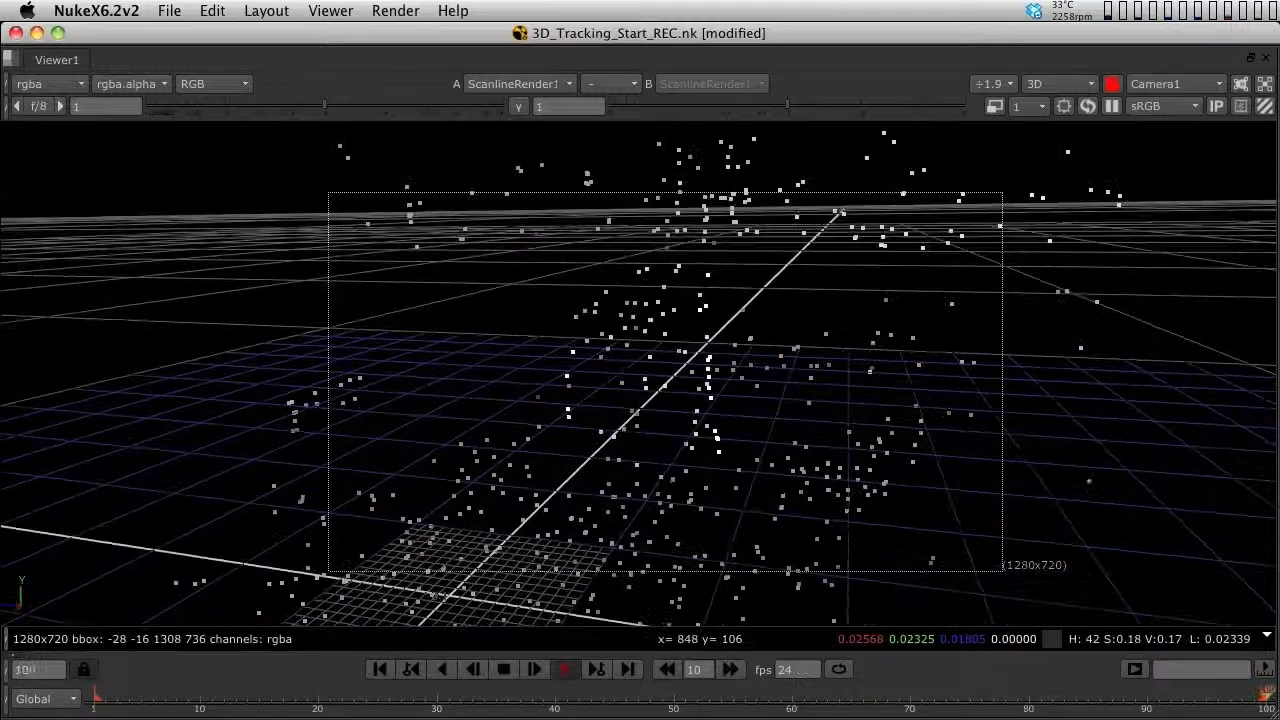 NukeX6.2v2 File Edit Layout Viewer Render Help 33°C 2258rpm
3D_Tracking_Start_REC.nk [modified]
Viewer1
rgba rgba.alpha RGB A ScanlineRender1 - B ScanlineRender1 ÷1.9 3D Camera1
f/8 1 γ 1 1 sRGB IP
(1280x720)
Y
1280x720 bbox: -28 -16 1308 736 channels: rgba x= 848 y= 106 0.02568 0.02325 0.01805 0.00000 H: 42 S:0.18 V:0.17 L: 0.02339
10 fps 24
Global 1 10 20 30 40 50 60 70 80 90 100